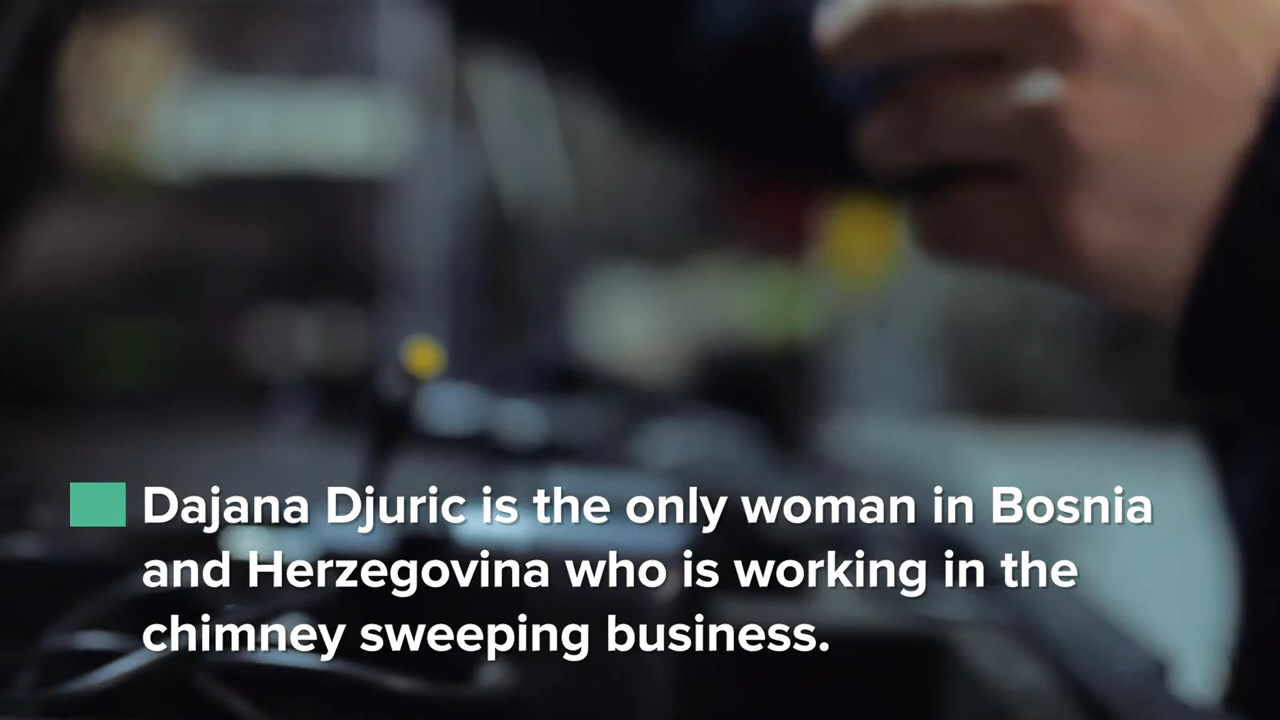 Dajana Djuric is the only woman in Bosnia
and Herzegovina who is working in the
chimney sweeping business.